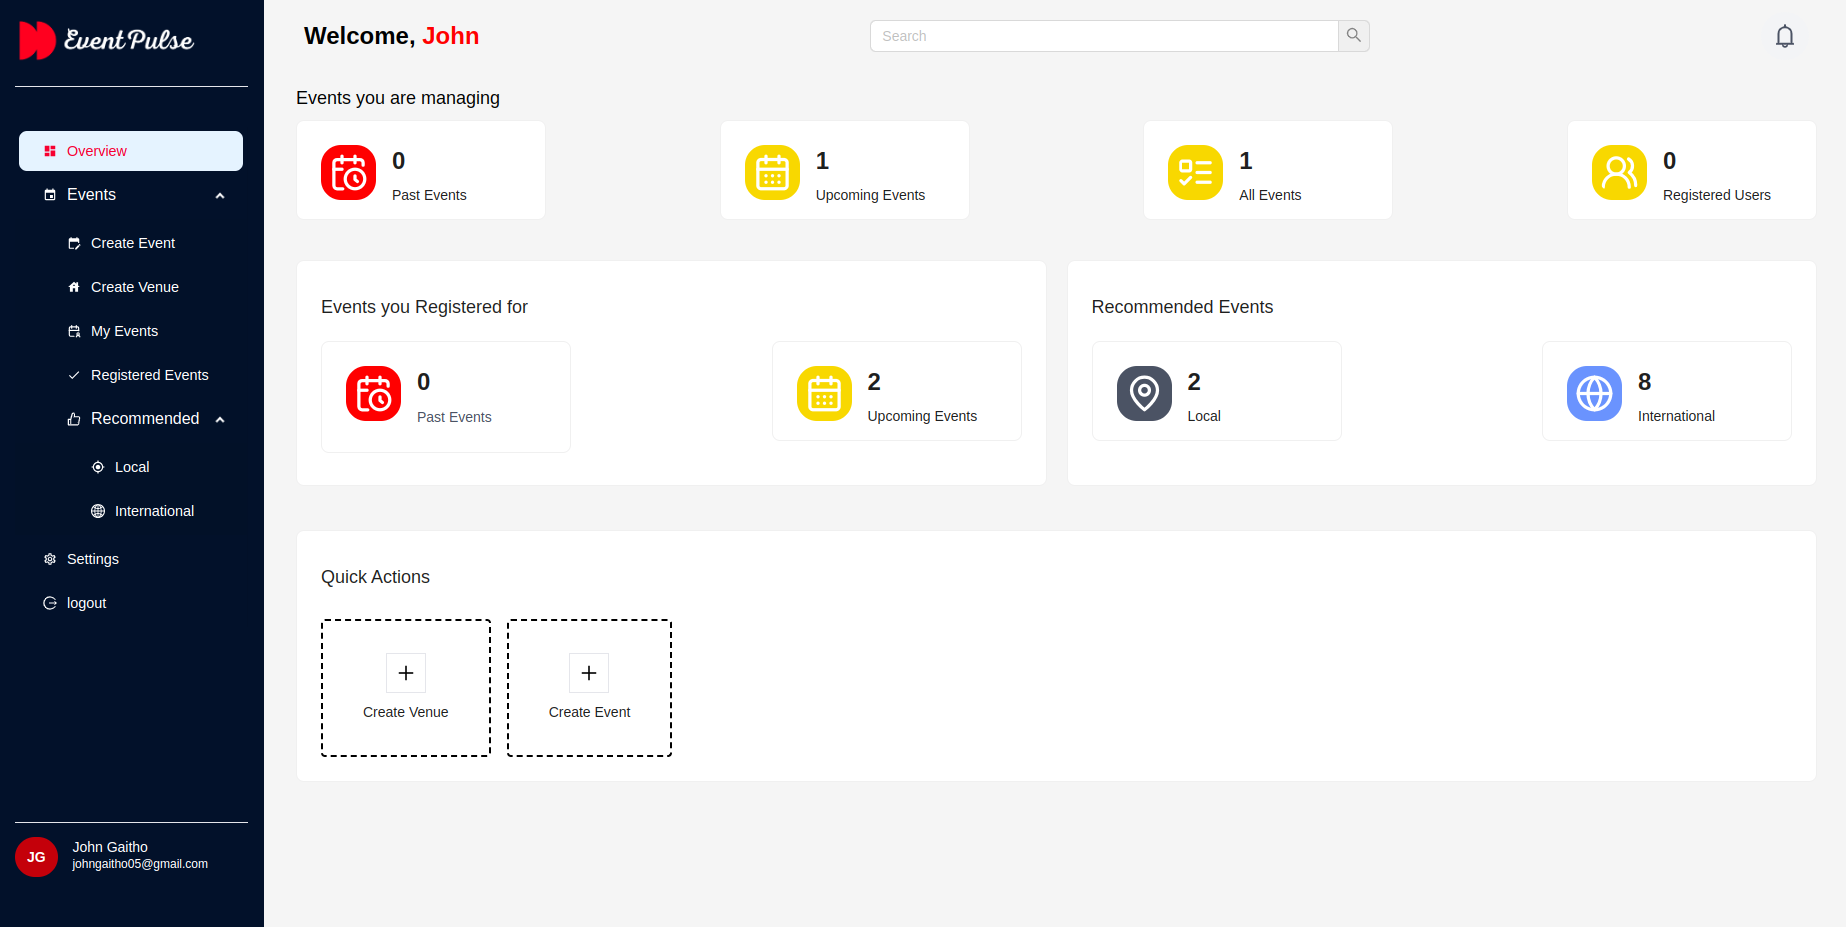 Event Pulse
Overview
Events
Create Event
Create Venue
My Events
Registered Events
Recommended
Local
International
Settings
logout
JG
John Gaitho
johngaitho05@gmail.com
Welcome, John
Search
Events you are managing
0
Past Events
1
Upcoming Events
1
All Events
0
Registered Users
Events you Registered for
0
Past Events
2
Upcoming Events
Recommended Events
2
Local
8
International
Quick Actions
Create Venue
Create Event